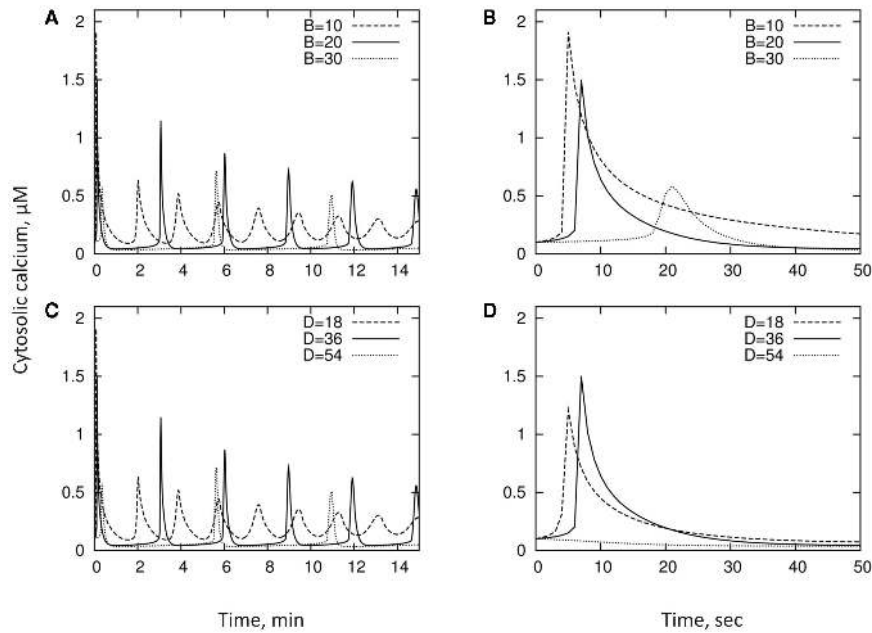 A
B=10
B=20
B=30
2
1.5
1
0.5
0
0 2 4 6 8 10 12 14
B
B=10
B=20
B=30
2
1.5
1
0.5
0
0 10 20 30 40 50
Cytosolic calcium, μM
C
D=18
D=36
D=54
2
1.5
1
0.5
0
0 2 4 6 8 10 12 14
D
D=18
D=36
D=54
2
1.5
1
0.5
0
0 10 20 30 40 50
Time, min
Time, sec